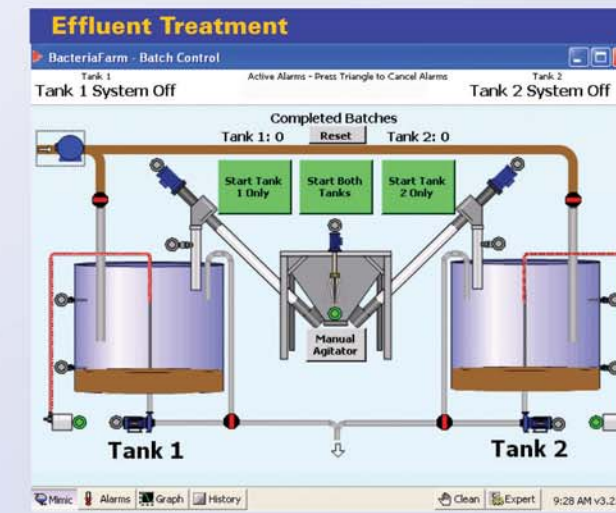 Effluent Treatment
BacteriaFarm - Batch Control
Tank 1
Tank 1 System Off
Active Alarms - Press Triangle to Cancel Alarms
Tank 2
Tank 2 System Off
Completed Batches
Tank 1: 0 Reset Tank 2: 0
Start Tank
1 Only
Start Both
Tanks
Start Tank
2 Only
Manual
Agitator
Tank 1
Tank 2
Mimic Alarms Graph History Clean Expert 9:28 AM v3.2